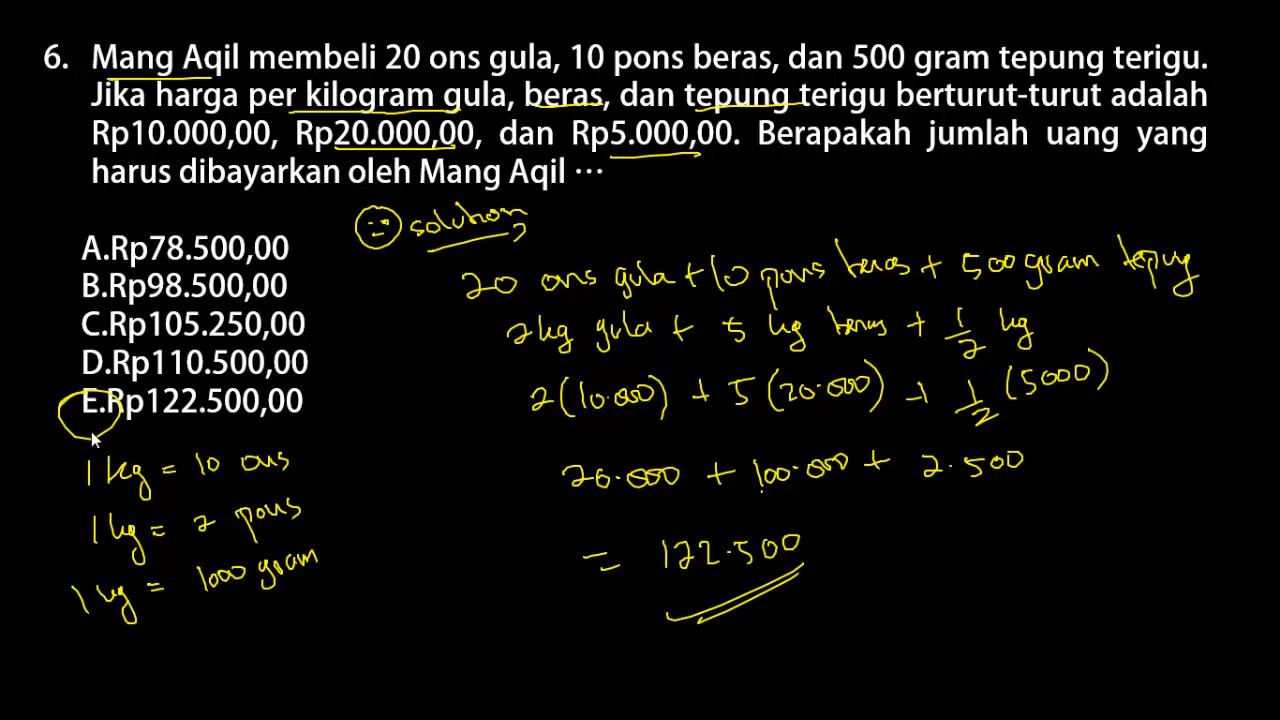 6. Mang Aqil membeli 20 ons gula, 10 pons beras, dan 500 gram tepung terigu.
Jika harga per kilogram gula, beras, dan tepung terigu berturut-turut adalah
Rp10.000,00, Rp20.000,00, dan Rp5.000,00. Berapakah jumlah uang yang
harus dibayarkan oleh Mang Aqil ⋯
A.Rp78.500,00
B.Rp98.500,00
C.Rp105.250,00
D.Rp110.500,00
E.Rp122.500,00
1 kg = 10 ons
1 kg = 2 pons
1 kg = 1000 gram
solution
20 ons gula + 10 pons beras + 500 gram tepung
2 kg gula + 5 kg beras + 1/2 kg
2 (10.000) + 5 (20.000) + 1/2 (5000)
20.000 + 100.000 + 2.500
= 122.500